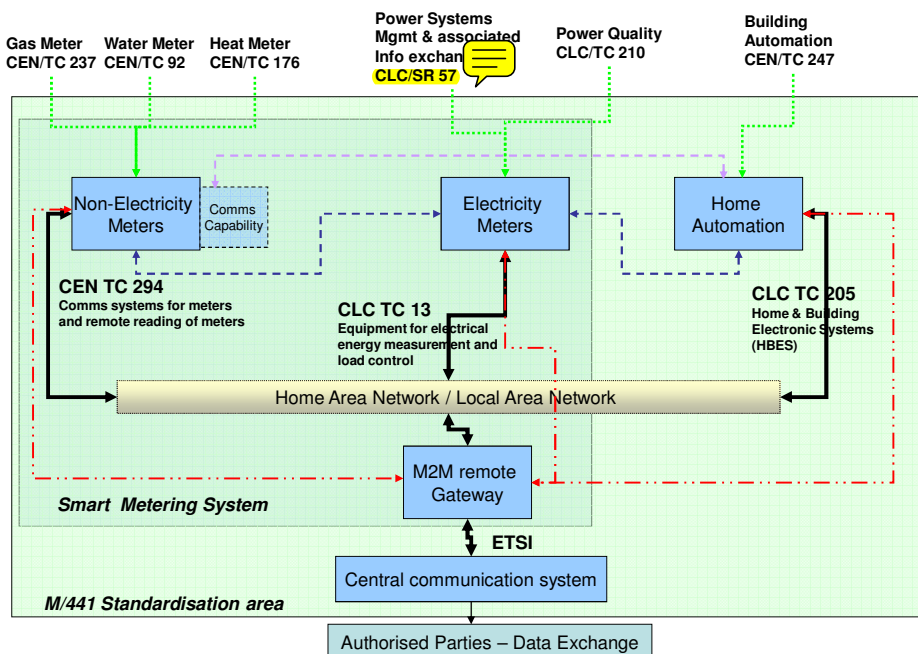 Gas Meter
CEN/TC 237
Water Meter
CEN/TC 92
Heat Meter
CEN/TC 176
Power Systems
Mgmt & associated
Info exchan
CLC/SR 57
Power Quality
CLC/TC 210
Building
Automation
CEN/TC 247
Non-Electricity
Meters
Comms
Capability
Electricity
Meters
Home
Automation
CEN TC 294
Comms systems for meters
and remote reading of meters
CLC TC 13
Equipment for electrical
energy measurement and
load control
CLC TC 205
Home & Building
Electronic Systems
(HBES)
Home Area Network / Local Area Network
M2M remote
Gateway
Smart Metering System
ETSI
Central communication system
M/441 Standardisation area
Authorised Parties – Data Exchange